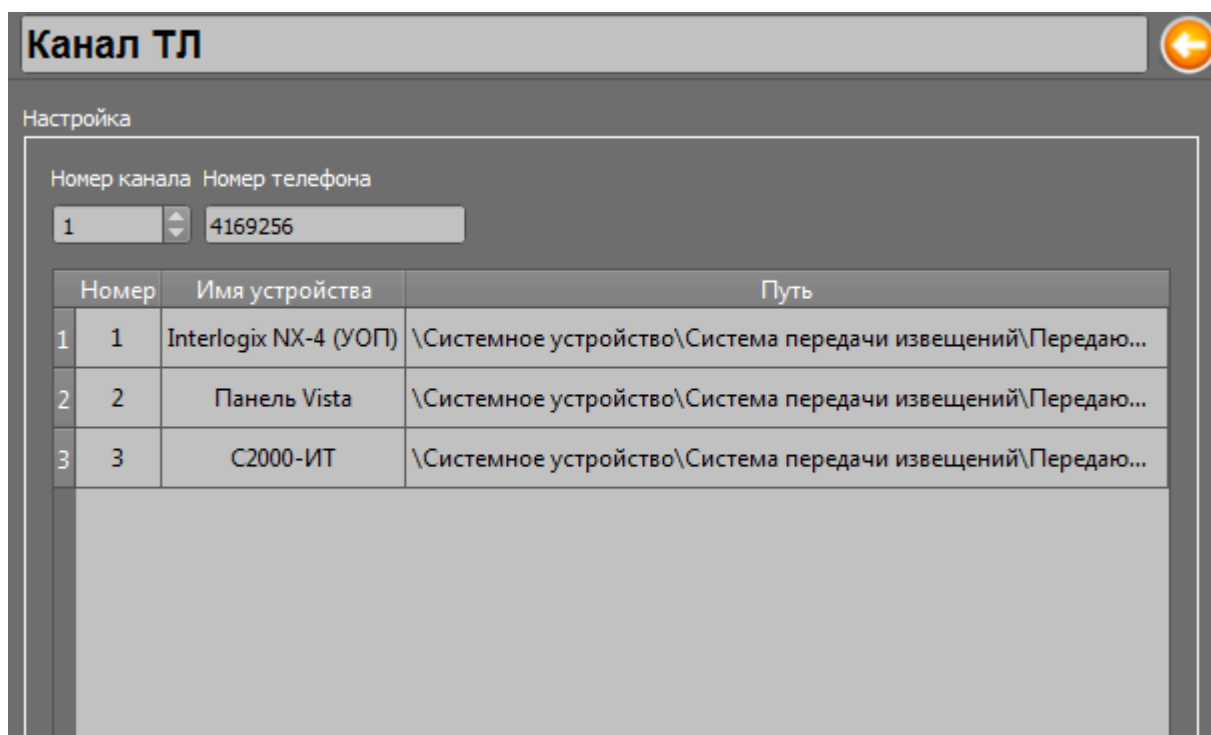 Канал ТЛ
Настройка
Номер канала Номер телефона
1 4169256
Номер Имя устройства Путь
1 1 Interlogix NX-4 (УОП) \Системное устройство\Система передачи извещений\Передаю...
2 2 Панель Vista \Системное устройство\Система передачи извещений\Передаю...
3 3 С2000-ИТ \Системное устройство\Система передачи извещений\Передаю...